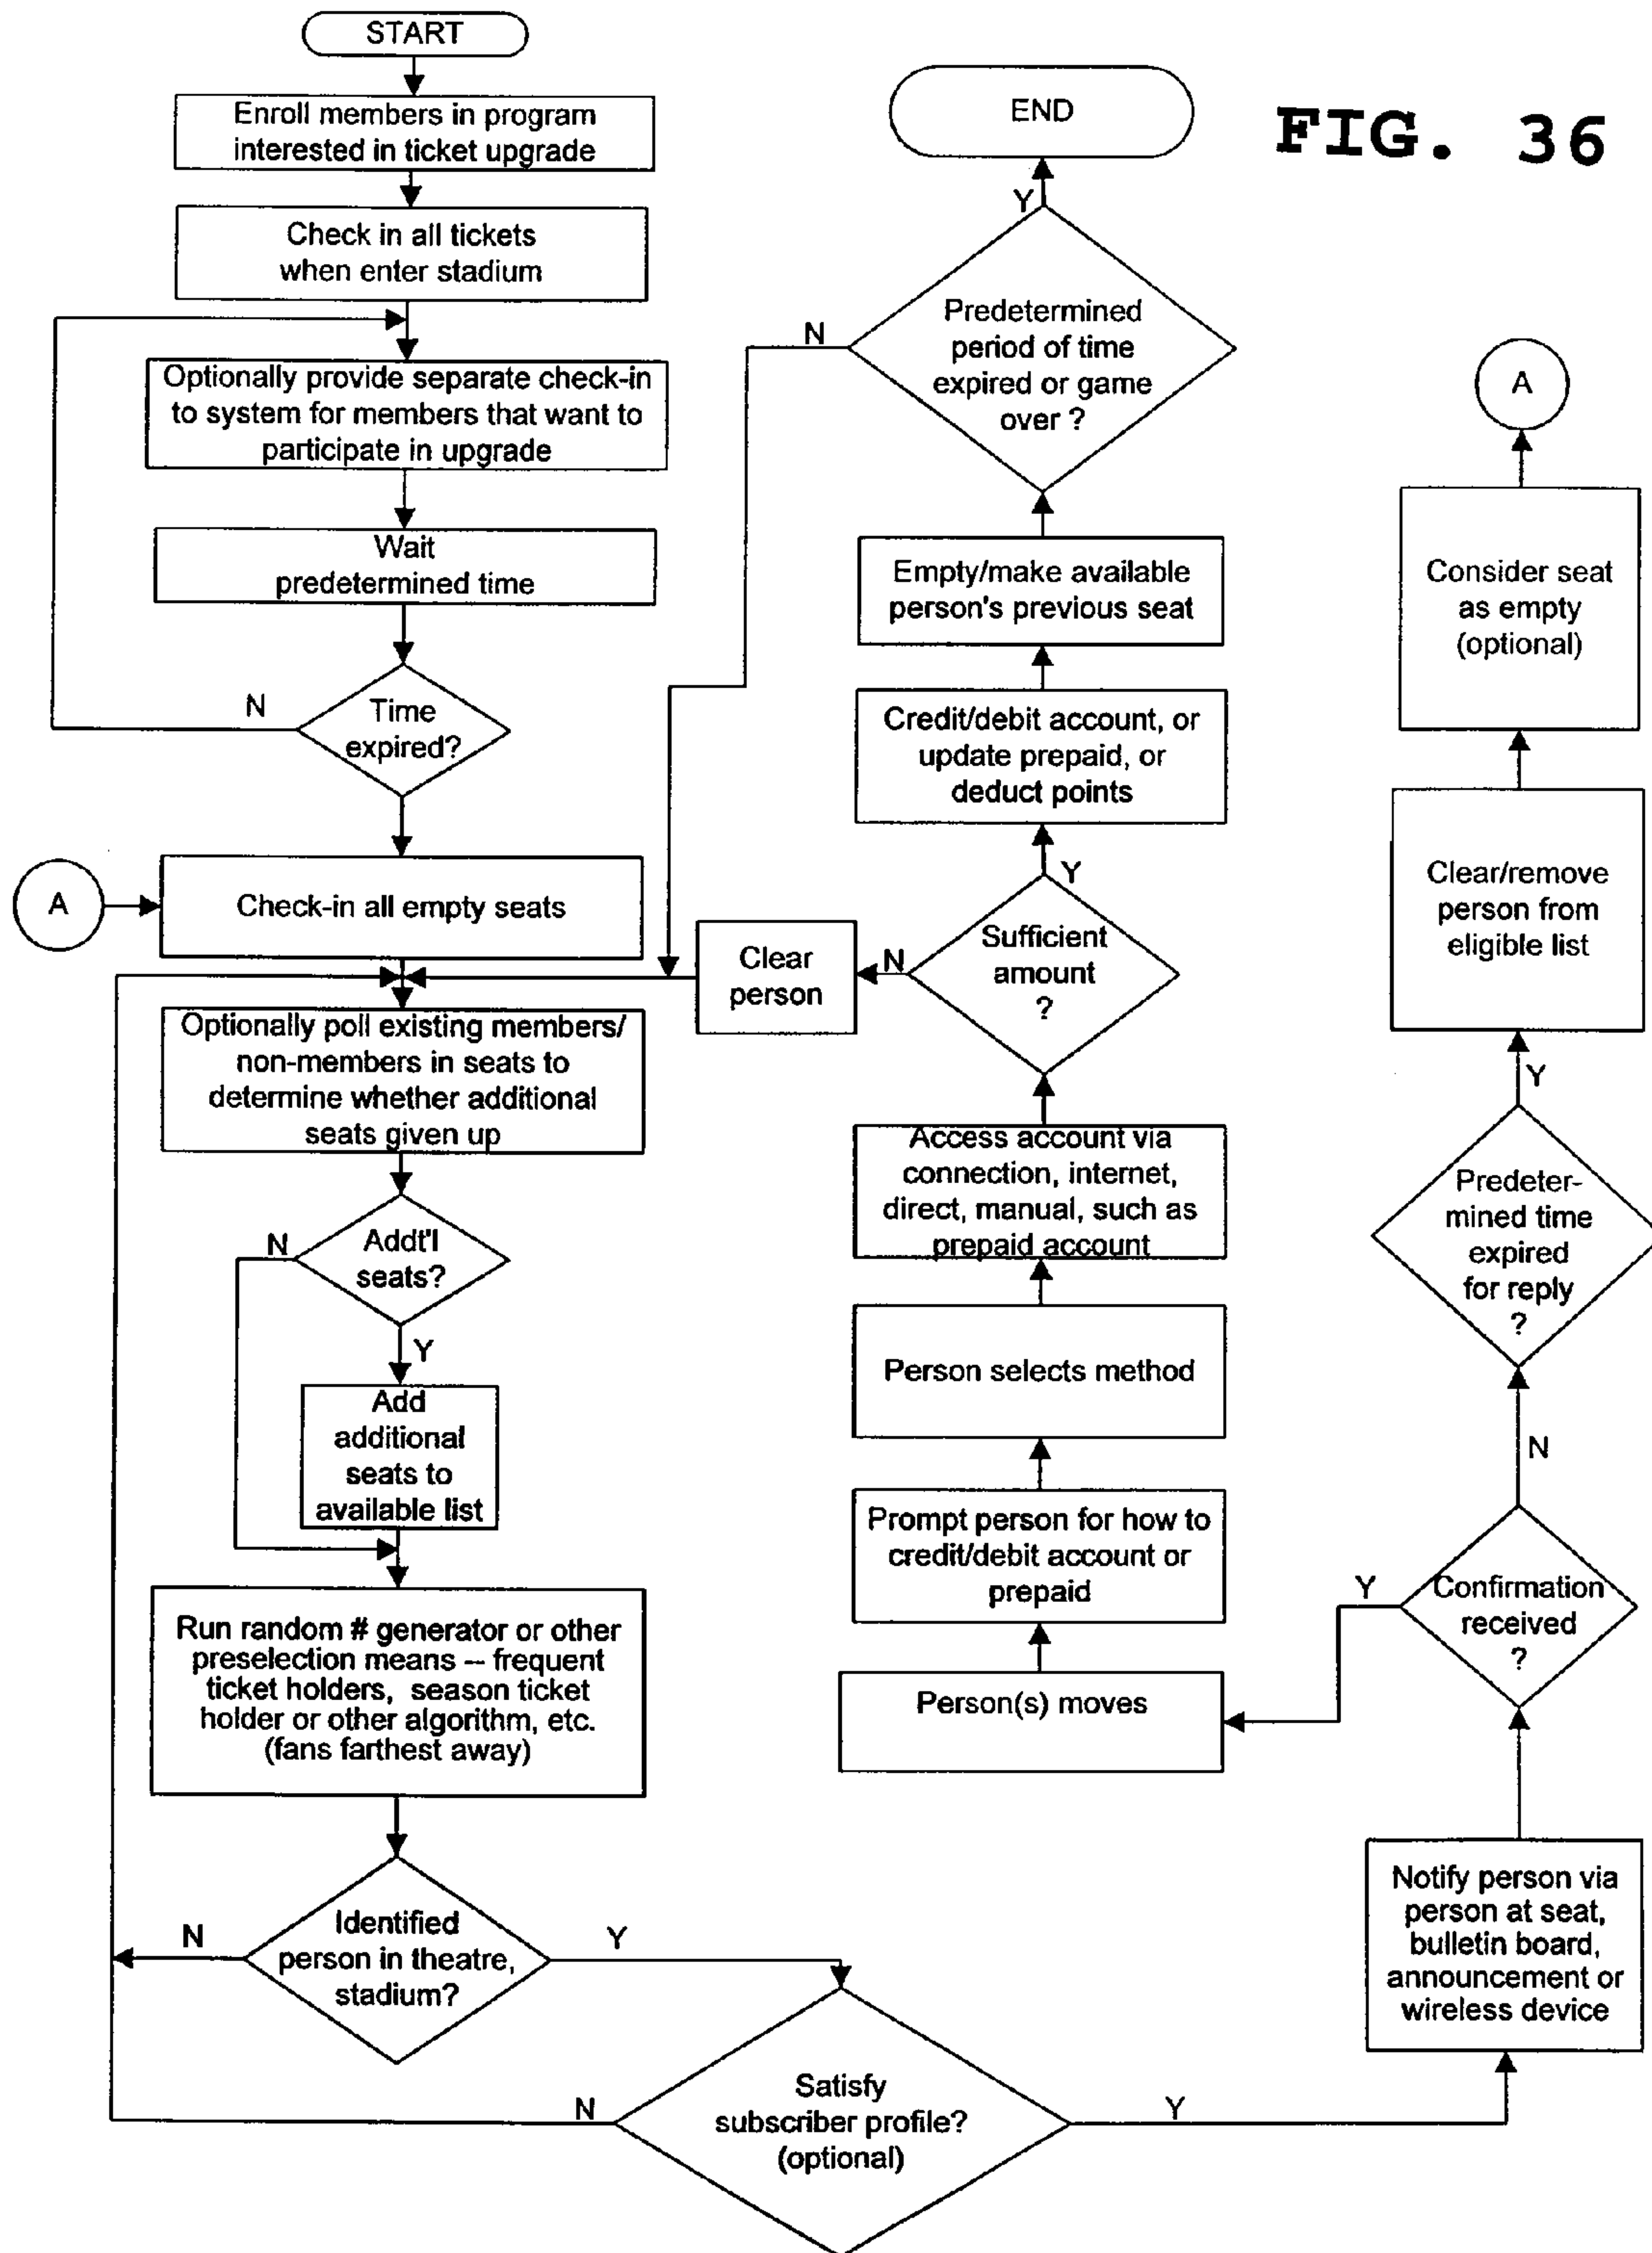 START
Enroll members in program
interested in ticket upgrade
Check in all tickets
when enter stadium
Optionally provide separate check-in
to system for members that want to
participate in upgrade
Wait
predetermined time
N
Time
expired?
A
Check-in all empty seats
Optionally poll existing members/
non-members in seats to
determine whether additional
seats given up
N
Addt'l
seats?
Y
Add
additional
seats to
available list
Run random # generator or other
preselection means – frequent
ticket holders, season ticket
holder or other algorithm, etc.
(fans farthest away)
N
Identified
person in theatre,
stadium?
Y
N
Satisfy
subscriber profile?
(optional)
Y
END
Y
N
Predetermined
period of time
expired or game
over ?
Empty/make available
person's previous seat
Credit/debit account, or
update prepaid, or
deduct points
Y
Clear
person
N
Sufficient
amount
?
Access account via
connection, internet,
direct, manual, such as
prepaid account
Person selects method
Prompt person for how to
credit/debit account or
prepaid
Person(s) moves
FIG. 36
A
Consider seat
as empty
(optional)
Clear/remove
person from
eligible list
Y
Predeter-
mined time
expired
for reply
?
N
Y
Confirmation
received
?
Notify person via
person at seat,
bulletin board,
announcement or
wireless device